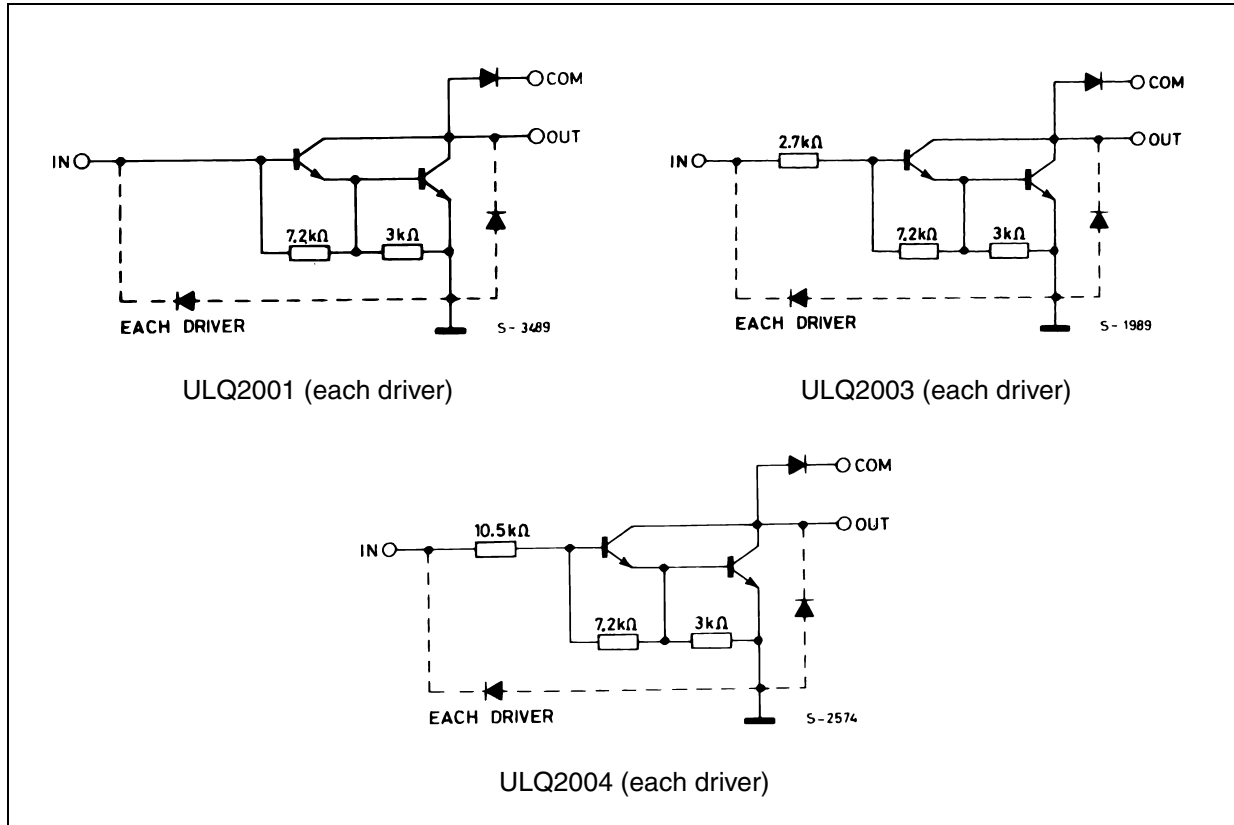 COM
OUT
IN
7.2kΩ
3kΩ
EACH DRIVER
S - 3489
ULQ2001 (each driver)
COM
OUT
2.7kΩ
IN
7.2kΩ
3kΩ
EACH DRIVER
S - 1989
ULQ2003 (each driver)
COM
OUT
10.5kΩ
IN
7.2kΩ
3kΩ
EACH DRIVER
S-2574
ULQ2004 (each driver)